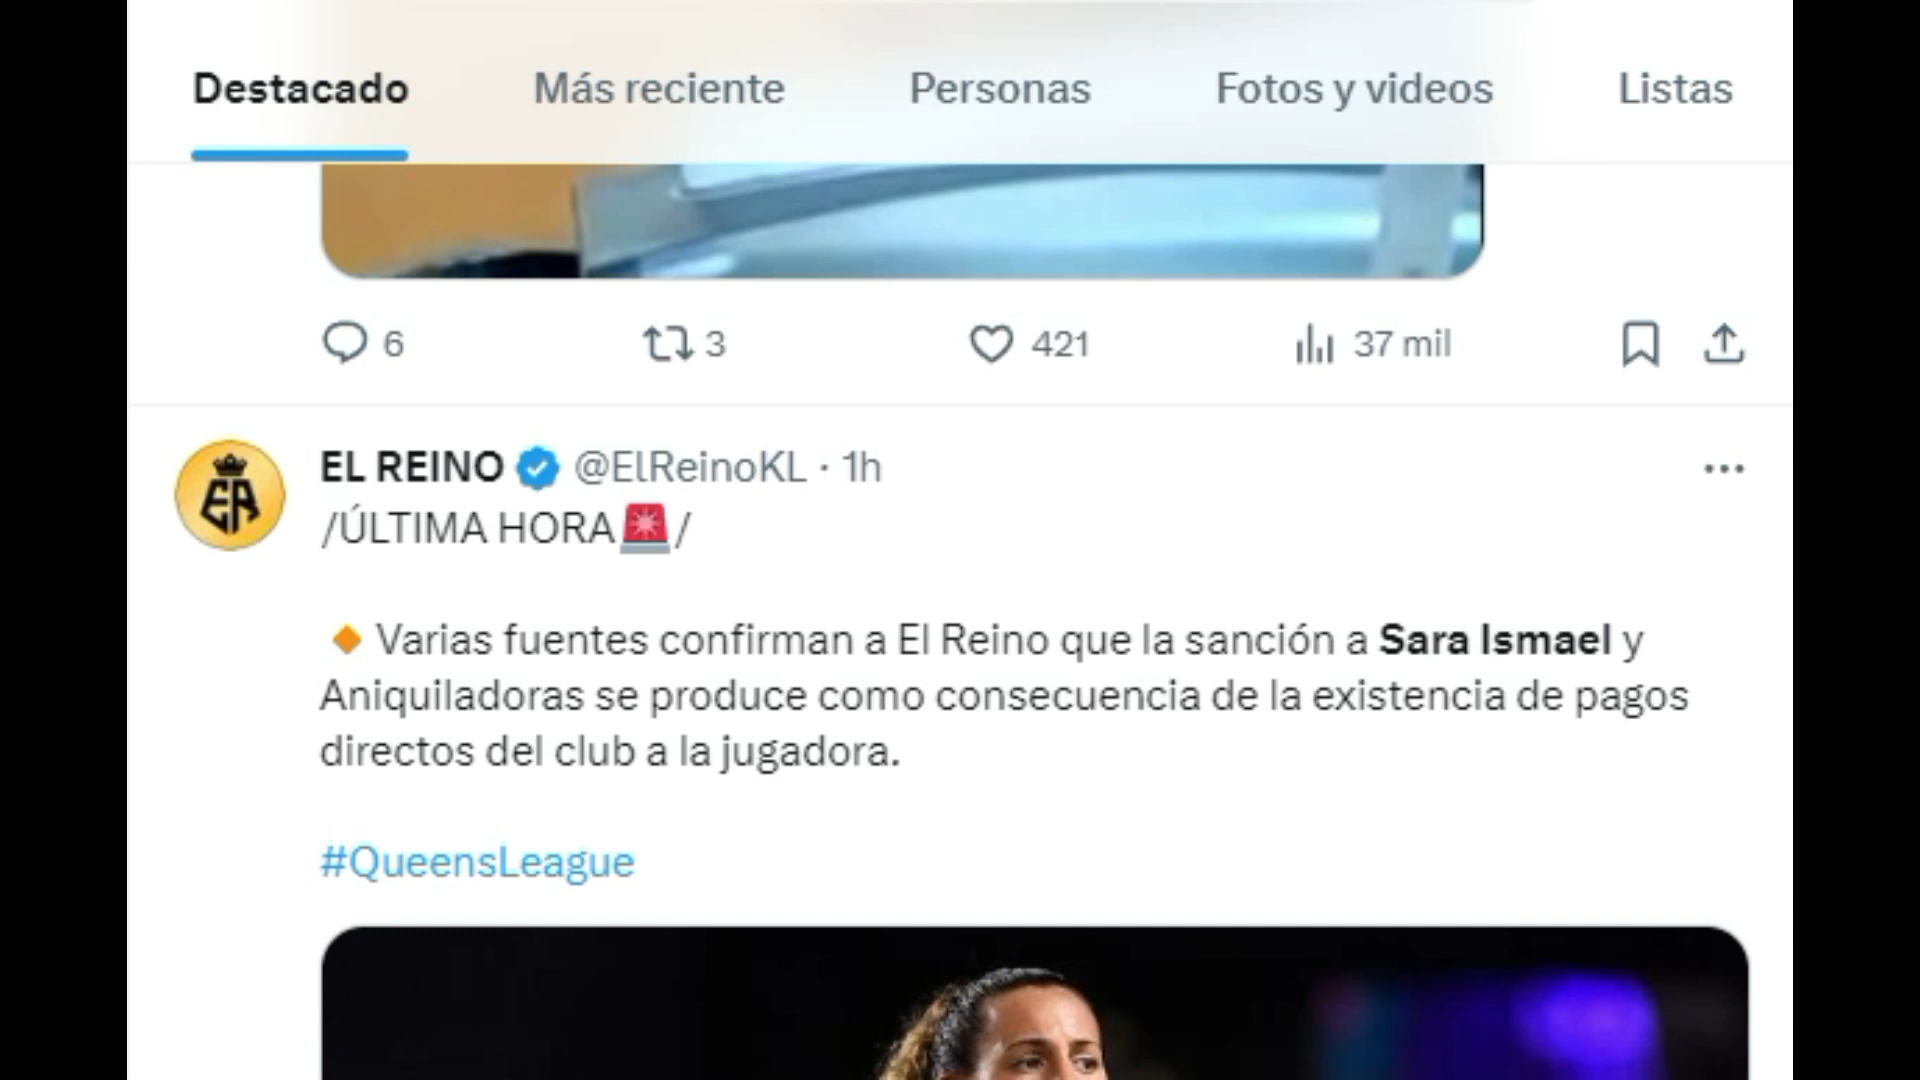 Destacado Más reciente Personas Fotos y videos Listas
6 3 421 37 mil
EL REINO @ElReinoKL · 1h
/ÚLTIMA HORA🚨/
🔸Varias fuentes confirman a El Reino que la sanción a Sara Ismael y
Aniquiladoras se produce como consecuencia de la existencia de pagos
directos del club a la jugadora.
#QueensLeague